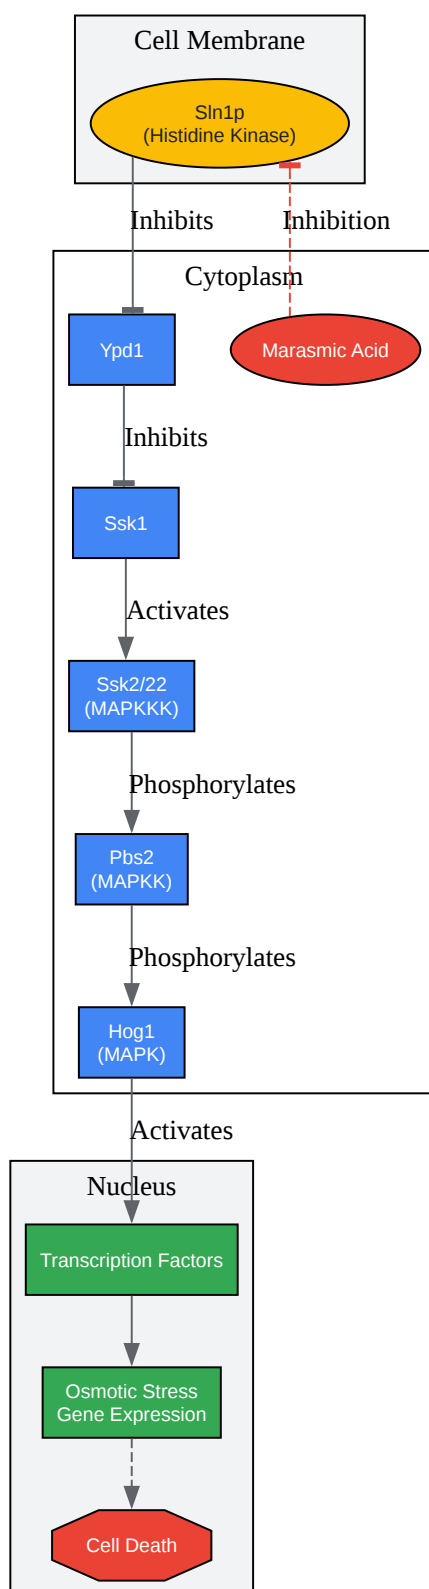 Cell Membrane
Sln1p
(Histidine Kinase)
Inhibits
Inhibition
Cytoplasm
Ypd1
Marasmic Acid
Inhibits
Ssk1
Activates
Ssk2/22
(MAPKKK)
Phosphorylates
Pbs2
(MAPKK)
Phosphorylates
Hog1
(MAPK)
Activates
Nucleus
Transcription Factors
Osmotic Stress
Gene Expression
Cell Death